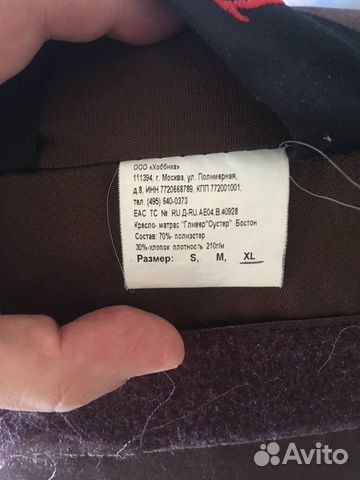 ООО «Хоббика»
111394, г. Москва, ул. Полимерная,
д.8, ИНН 7720668789, КПП 772001001,
тел. (495) 640-0373
ЕАС ТС № RU Д-RU.АЕ04.В.40928
Кресло- матрас "Гливер"Оустер" Бостон
Состав: 70%- полиэстер
30%-хлопок плотность 210г/м
Размер: S, M, XL
Avito